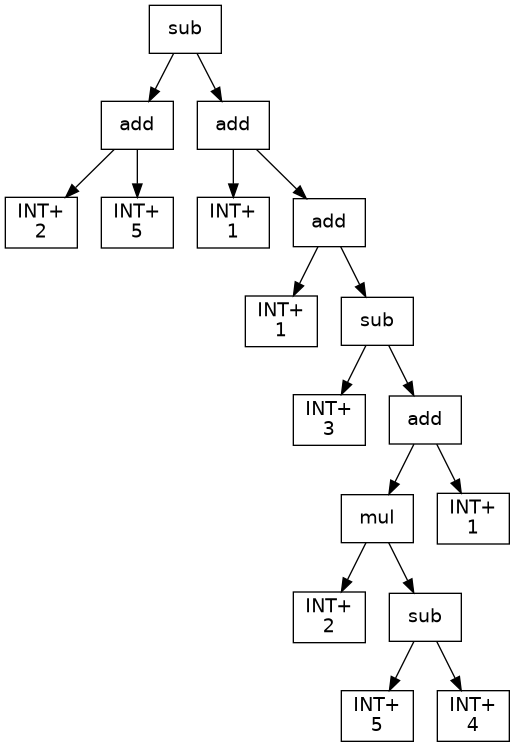 sub
add
add
INT+
2
INT+
5
INT+
1
add
INT+
1
sub
INT+
3
add
mul
INT+
1
INT+
2
sub
INT+
5
INT+
4